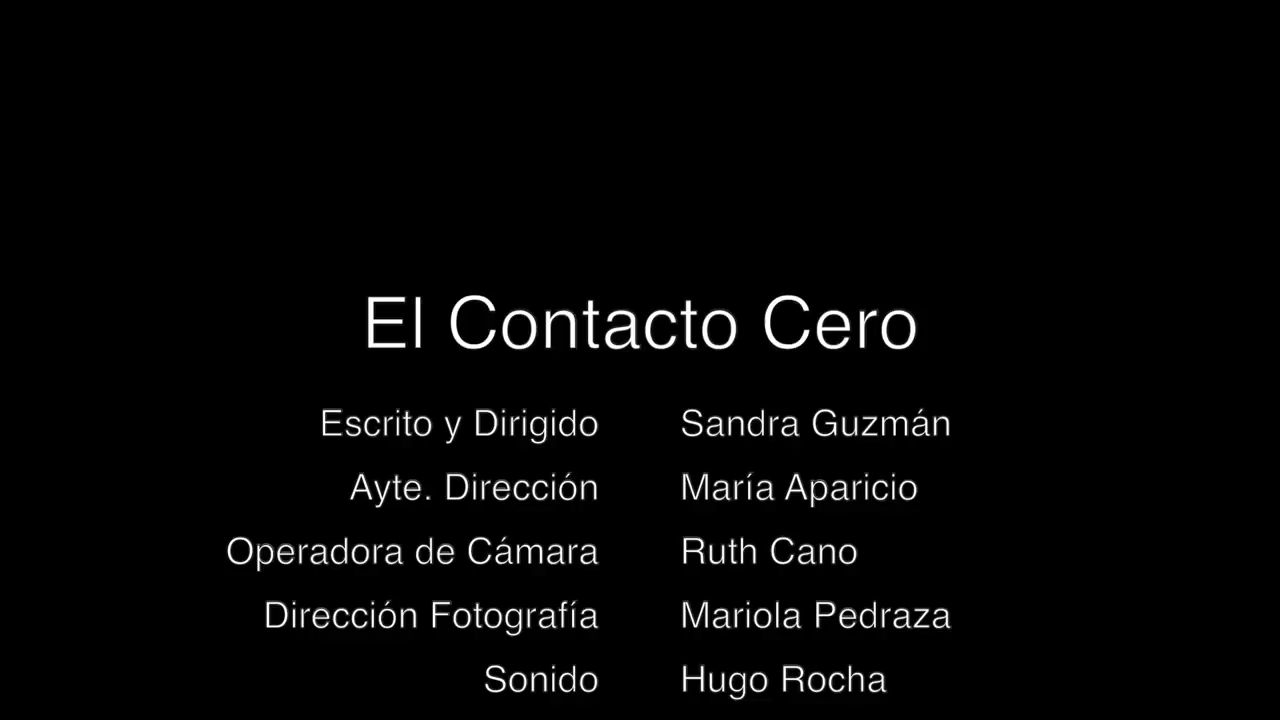 El Contacto Cero
Escrito y Dirigido Sandra Guzmán
Ayte. Dirección María Aparicio
Operadora de Cámara Ruth Cano
Dirección Fotografía Mariola Pedraza
Sonido Hugo Rocha